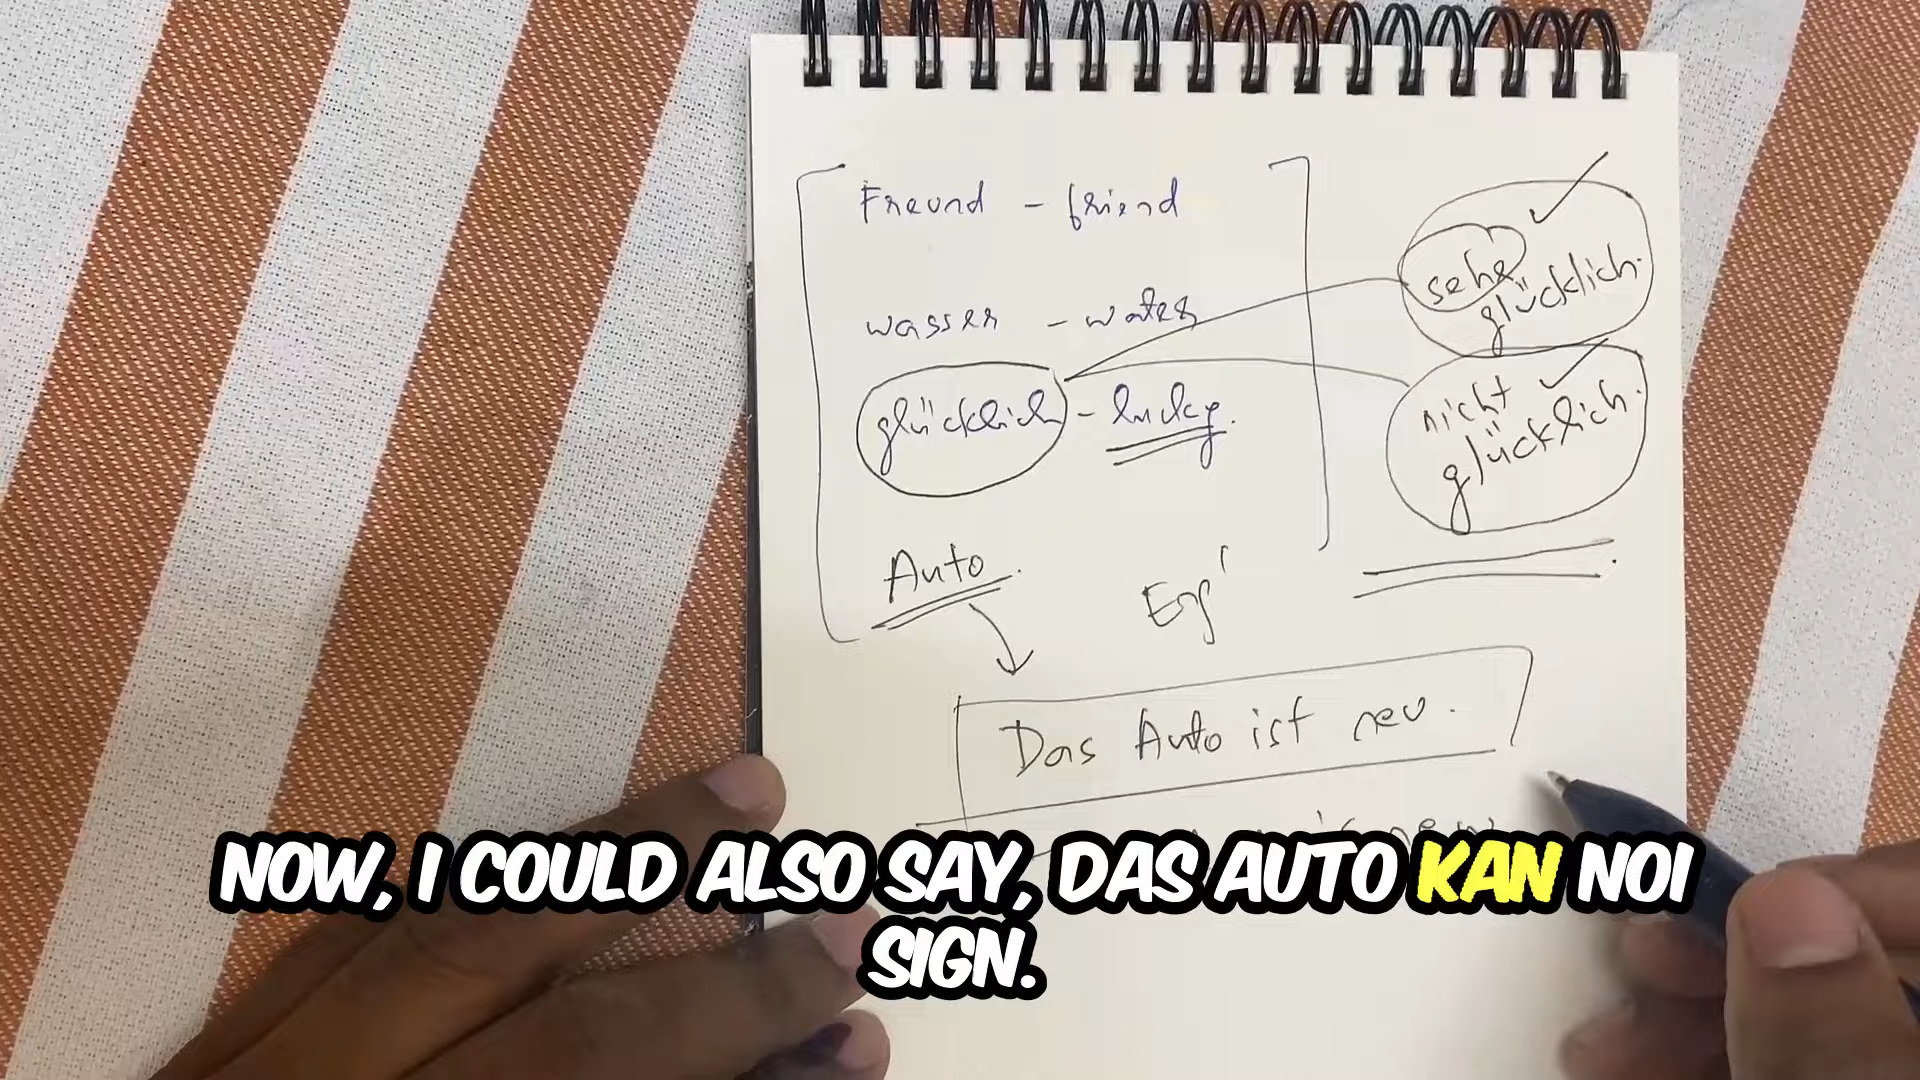 Freund - friend
wasser - water
glücklich - lucky.
sehr glücklich.
nicht glücklich.
Auto.
Eg'
Das Auto ist neu.
NOW, I COULD ALSO SAY, DAS AUTO KAN NOI
SIGN.